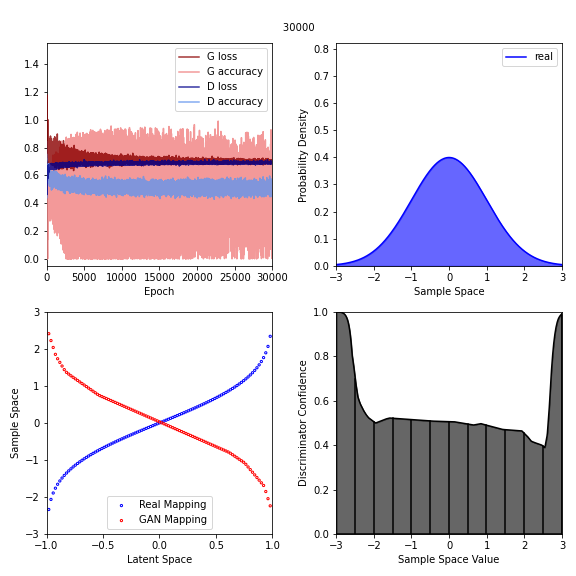 30000
1.4
1.2
1.0
0.8
0.6
0.4
0.2
0.0
G loss
G accuracy
D loss
D accuracy
0 5000 10000 15000 20000 25000 30000
Epoch
Probability Density
0.8
0.7
0.6
0.5
0.4
0.3
0.2
0.1
0.0
real
−3 −2 −1 0 1 2 3
Sample Space
Sample Space
3
2
1
0
−1
−2
−3
Real Mapping
GAN Mapping
−1.0 −0.5 0.0 0.5 1.0
Latent Space
Discriminator Confidence
1.0
0.8
0.6
0.4
0.2
0.0
−3 −2 −1 0 1 2 3
Sample Space Value